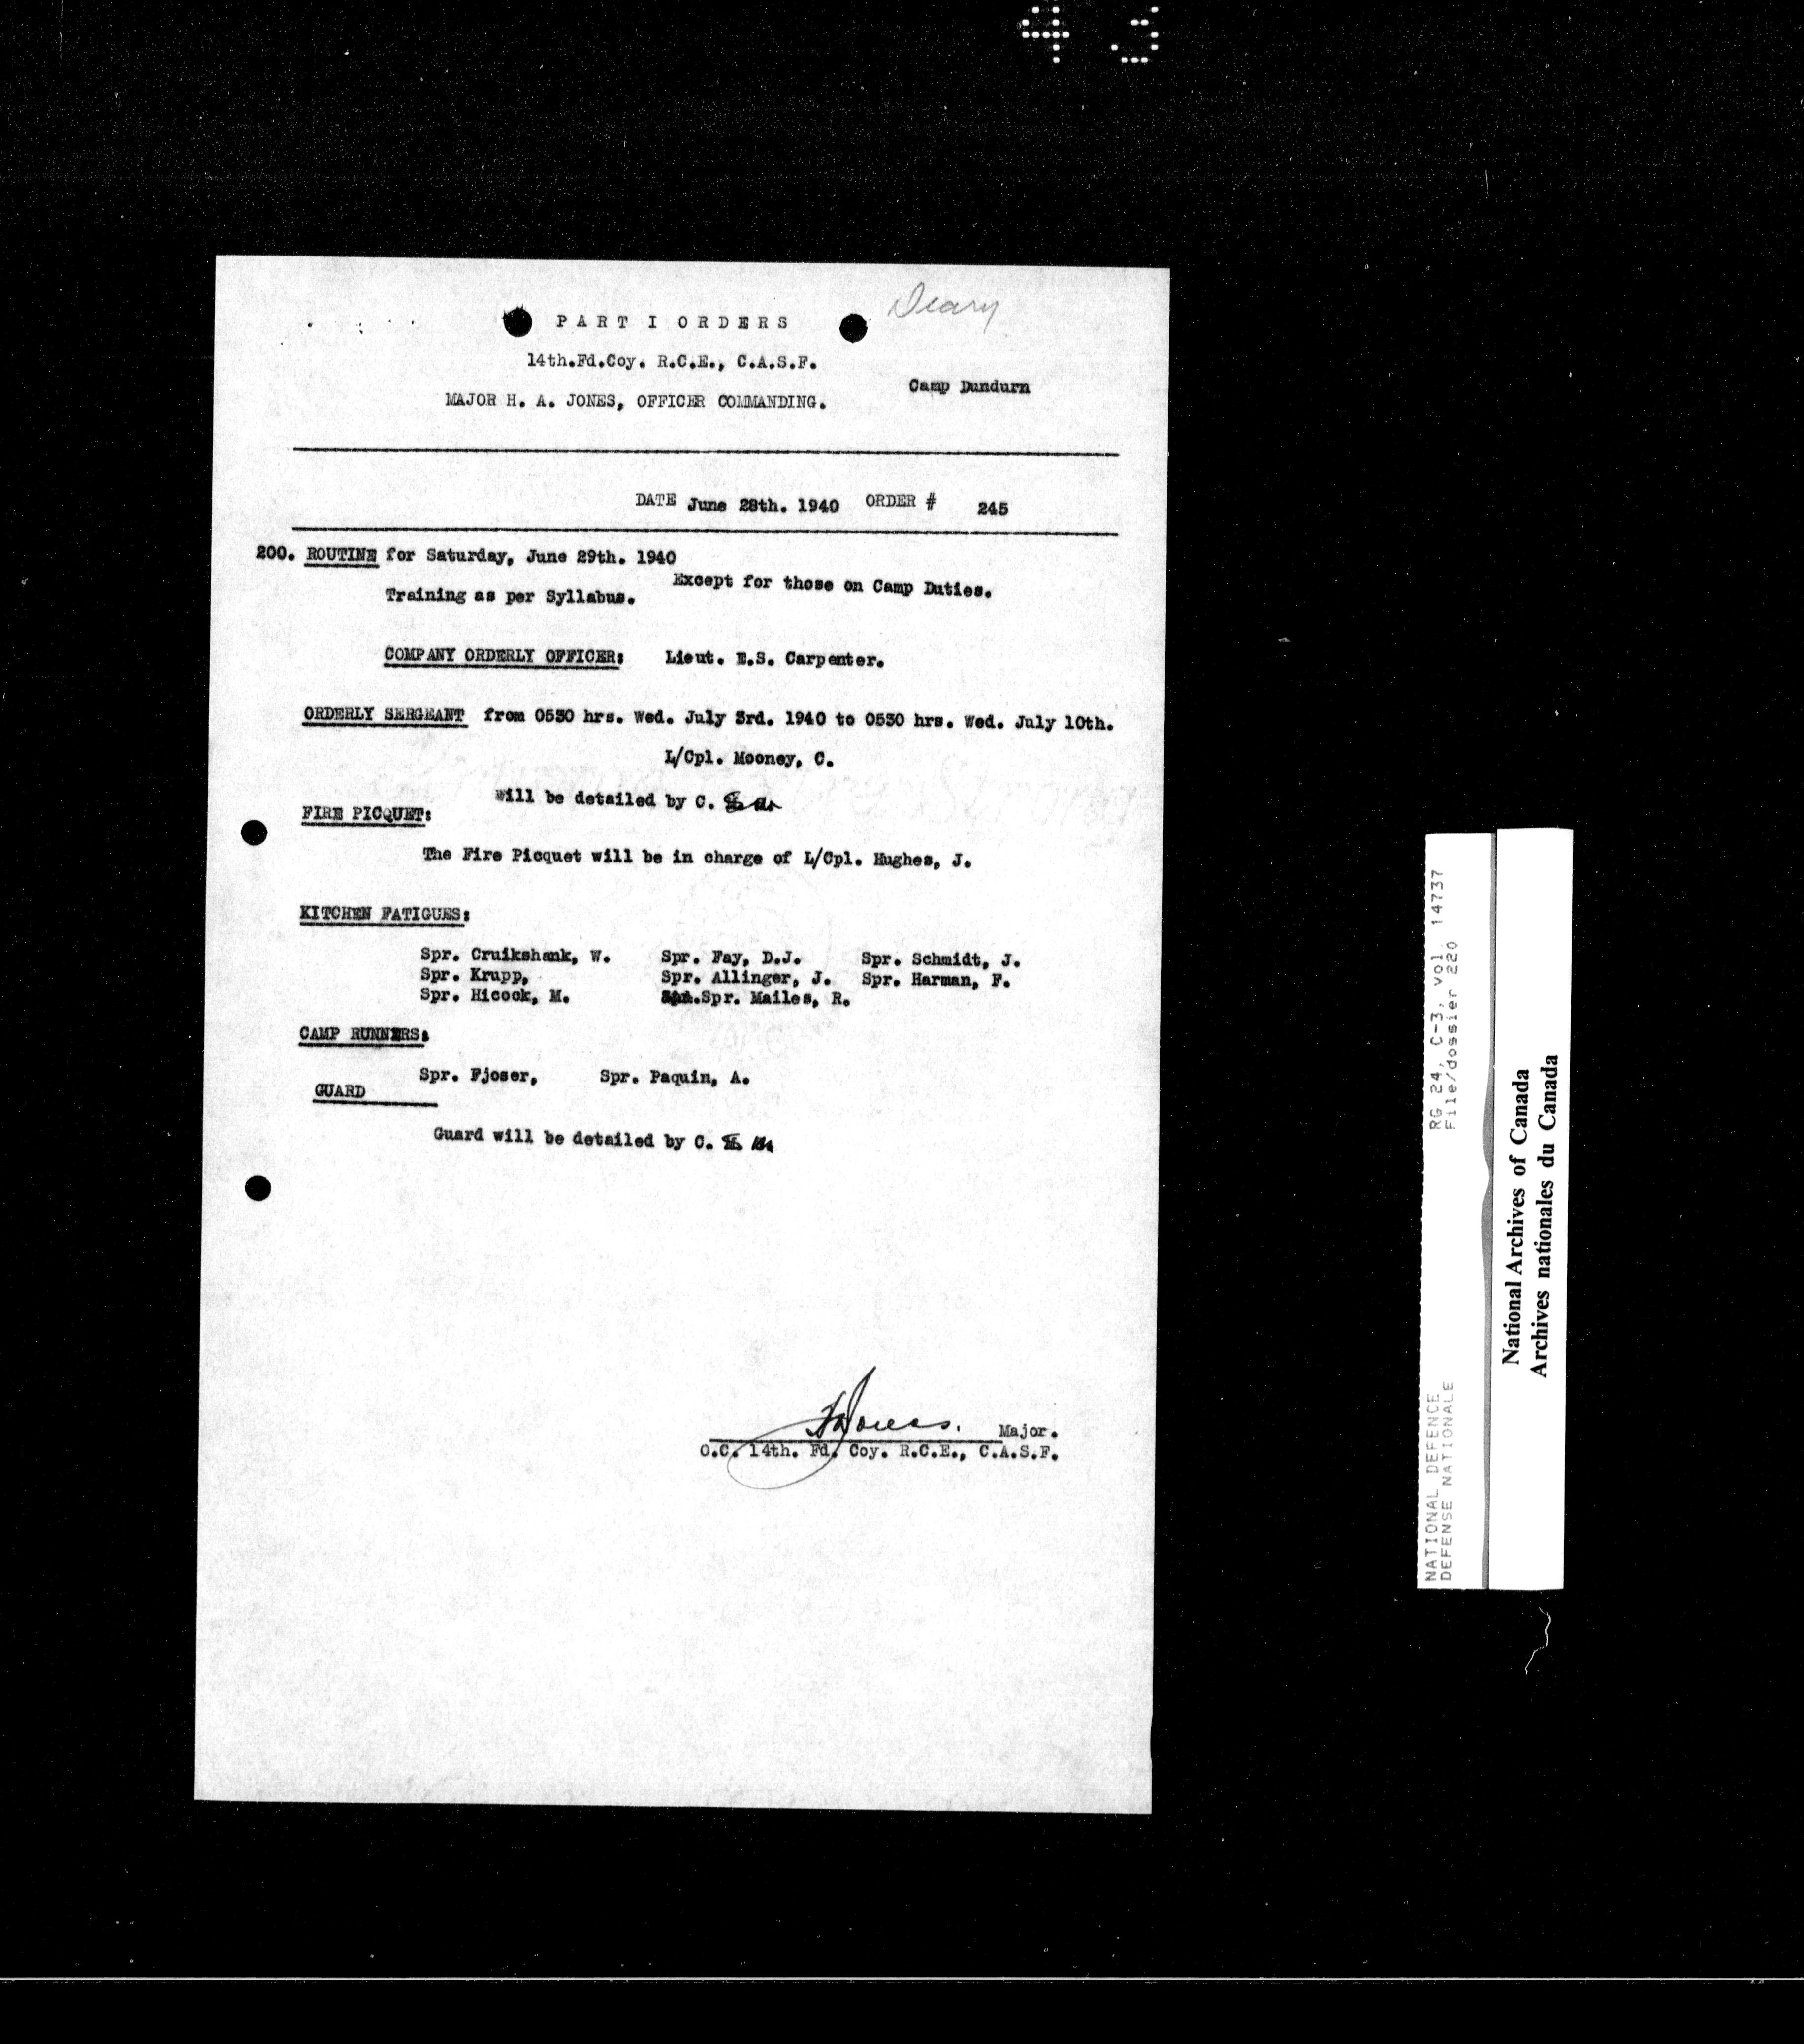 4 3
Diary
P A R T  I  O R D E R S
14th.Fd.Coy. R.C.E., C.A.S.F.
Camp Dundurn
MAJOR H. A. JONES, OFFICER COMMANDING.
DATE June 28th. 1940 ORDER # 245
200. ROUTINE for Saturday, June 29th. 1940
Except for those on Camp Duties.
Training as per Syllabus.
COMPANY ORDERLY OFFICER: Lieut. E.S. Carpenter.
ORDERLY SERGEANT from 0530 hrs. Wed. July 3rd. 1940 to 0530 hrs. Wed. July 10th.
L/Cpl. Mooney, C.
will be detailed by C.
FIRE PICQUET:
The Fire Picquet will be in charge of L/Cpl. Hughes, J.
KITCHEN FATIGUES:
Spr. Cruikshank, W. Spr. Fay, D.J. Spr. Schmidt, J.
Spr. Krupp, Spr. Allinger, J. Spr. Harman, F.
Spr. Hicock, M. Spr. Mailes, R.
CAMP RUNNERS:
Spr. Fjoser, Spr. Paquin, A.
GUARD
Guard will be detailed by C.
HAJones. Major.
O.C. 14th. Fd. Coy. R.C.E., C.A.S.F.
NATIONAL DEFENCE RG 24, C-3, vol. 14737
DEFENSE NATIONALE File/dossier 220
National Archives of Canada
Archives nationales du Canada